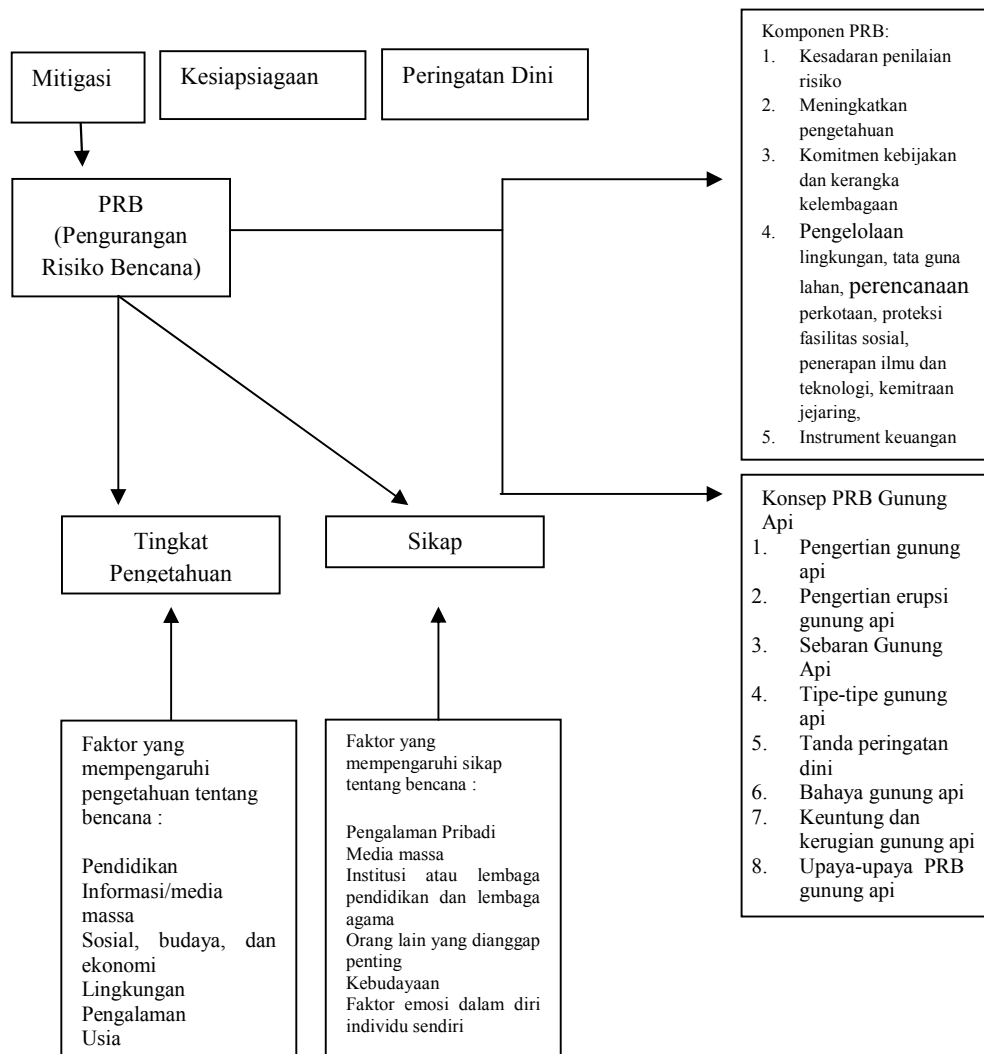 Mitigasi
Kesiapsiagaan
Peringatan Dini
PRB
(Pengurangan
Risiko Bencana)
Komponen PRB:
1. Kesadaran penilaian
risiko
2. Meningkatkan
pengetahuan
3. Komitmen kebijakan
dan kerangka
kelembagaan
4. Pengelolaan
lingkungan, tata guna
lahan, perencanaan
perkotaan, proteksi
fasilitas sosial,
penerapan ilmu dan
teknologi, kemitraan
jejaring,
5. Instrument keuangan
Tingkat
Pengetahuan
Sikap
Konsep PRB Gunung
Api
1. Pengertian gunung
api
2. Pengertian erupsi
gunung api
3. Sebaran Gunung
Api
4. Tipe-tipe gunung
api
5. Tanda peringatan
dini
6. Bahaya gunung api
7. Keuntung dan
kerugian gunung api
8. Upaya-upaya PRB
gunung api
Faktor yang
mempengaruhi
pengetahuan tentang
bencana :
Pendidikan
Informasi/media
massa
Sosial, budaya, dan
ekonomi
Lingkungan
Pengalaman
Usia
Faktor yang
mempengaruhi sikap
tentang bencana :
Pengalaman Pribadi
Media massa
Institusi atau lembaga
pendidikan dan lembaga
agama
Orang lain yang dianggap
penting
Kebudayaan
Faktor emosi dalam diri
individu sendiri